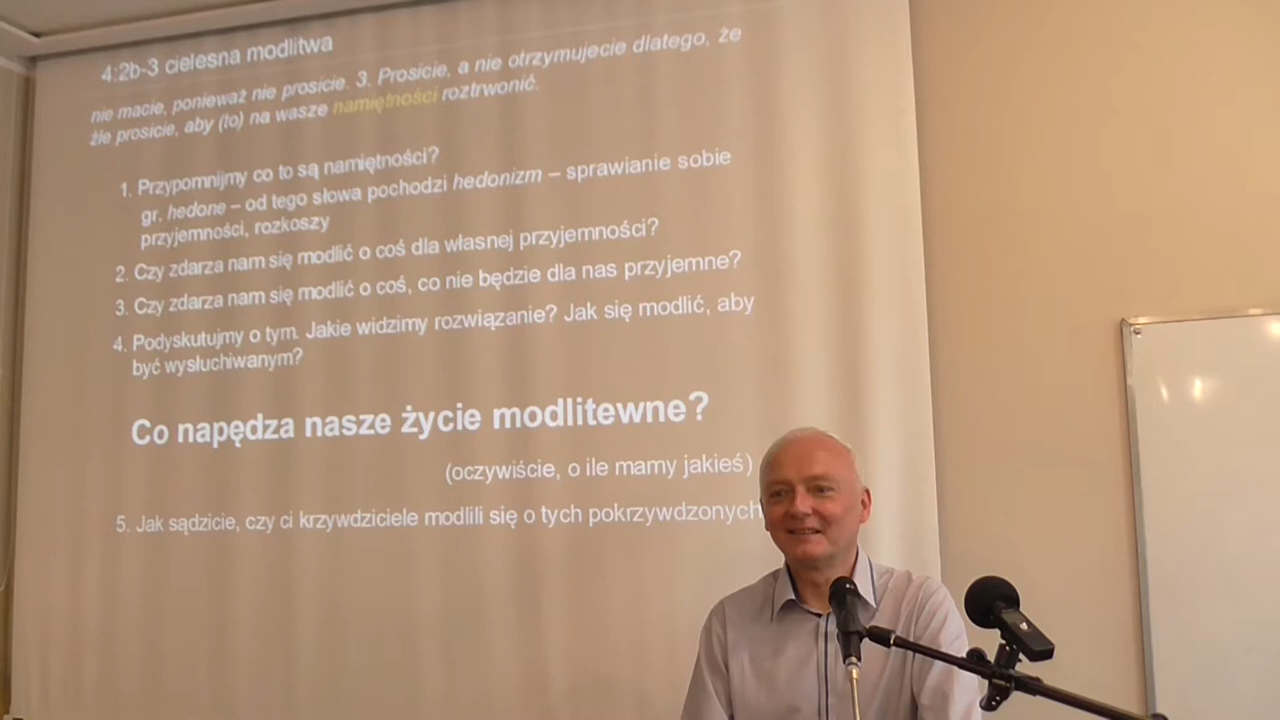 4:2b-3 cielesna modlitwa
nie macie, ponieważ nie prosicie. 3. Prosicie, a nie otrzymujecie dlatego, że
źle prosicie, aby (to) na wasze namiętności roztrwonić.
1. Przypomnijmy co to są namiętności?
gr. hedone – od tego słowa pochodzi hedonizm – sprawianie sobie
przyjemności, rozkoszy
2. Czy zdarza nam się modlić o coś dla własnej przyjemności?
3. Czy zdarza nam się modlić o coś, co nie będzie dla nas przyjemne?
4. Podyskutujmy o tym. Jakie widzimy rozwiązanie? Jak się modlić, aby
być wysłuchiwanym?
Co napędza nasze życie modlitewne?
(oczywiście, o ile mamy jakieś)
5. Jak sądzicie, czy ci krzywdziciele modlili się o tych pokrzywdzonych